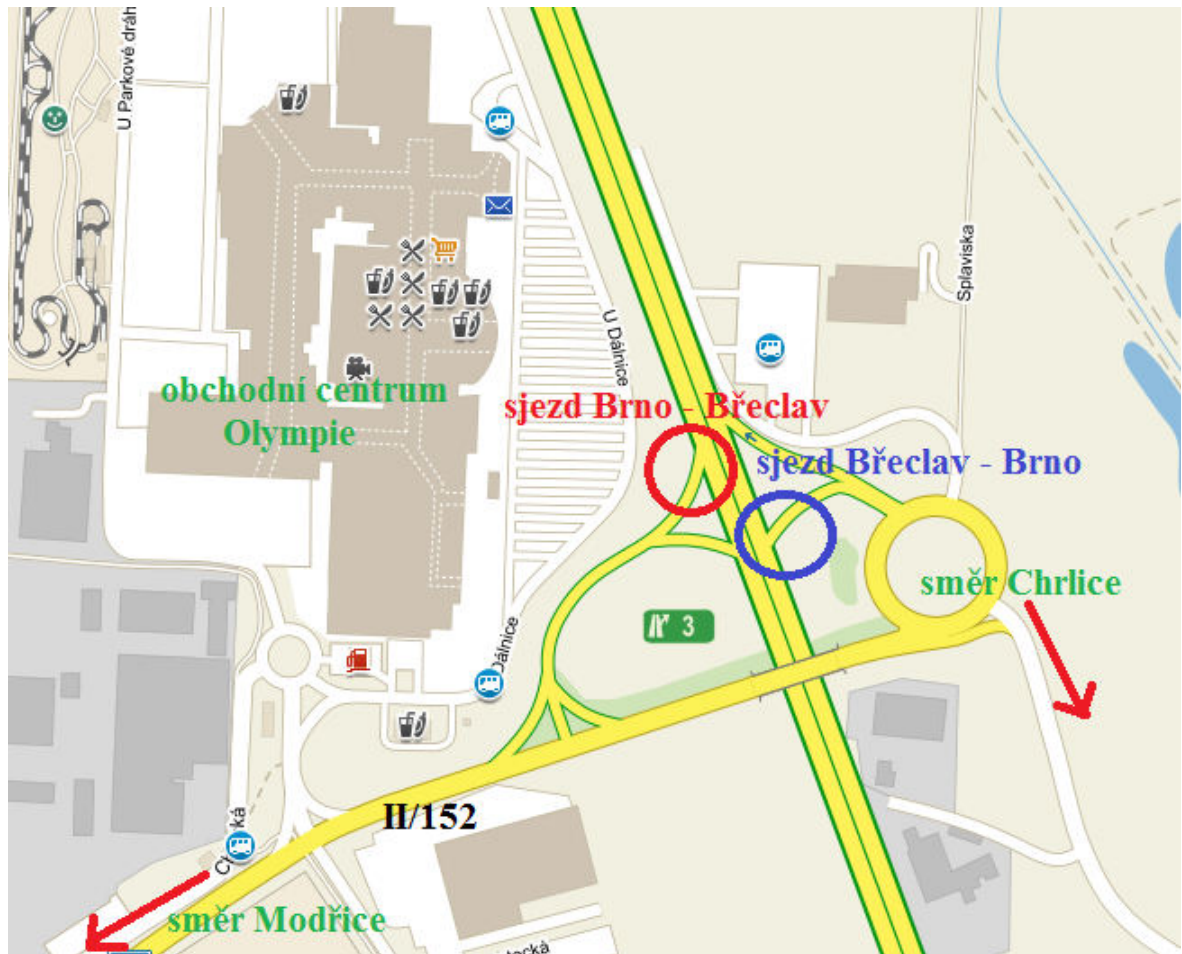 U Parkové dráh
Splaviska
U Dálnice
obchodní centrum
Olympie
sjezd Brno - Břeclav
sjezd Břeclav - Brno
směr Chrlice
3
Dálnice
II/152
směr Modřice